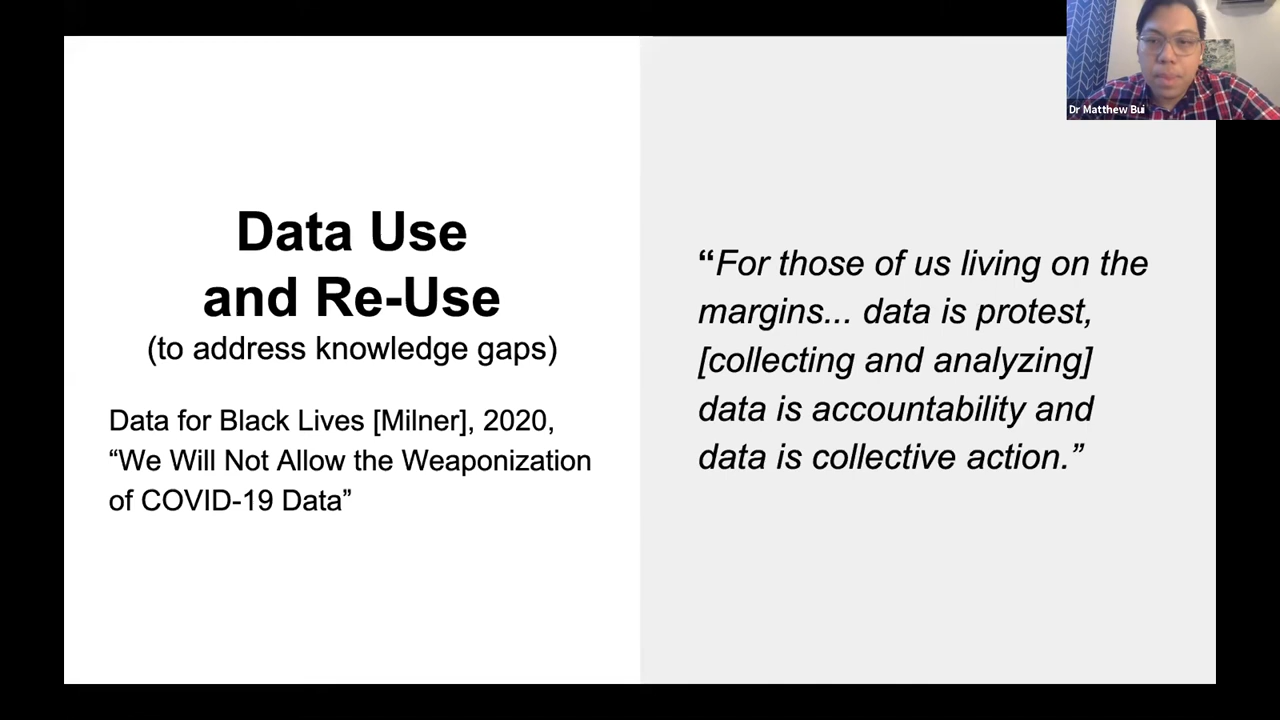 Data Use
and Re-Use
(to address knowledge gaps)
Data for Black Lives [Milner], 2020,
“We Will Not Allow the Weaponization
of COVID-19 Data”
“For those of us living on the
margins... data is protest,
[collecting and analyzing]
data is accountability and
data is collective action.”
Dr Matthew Bui